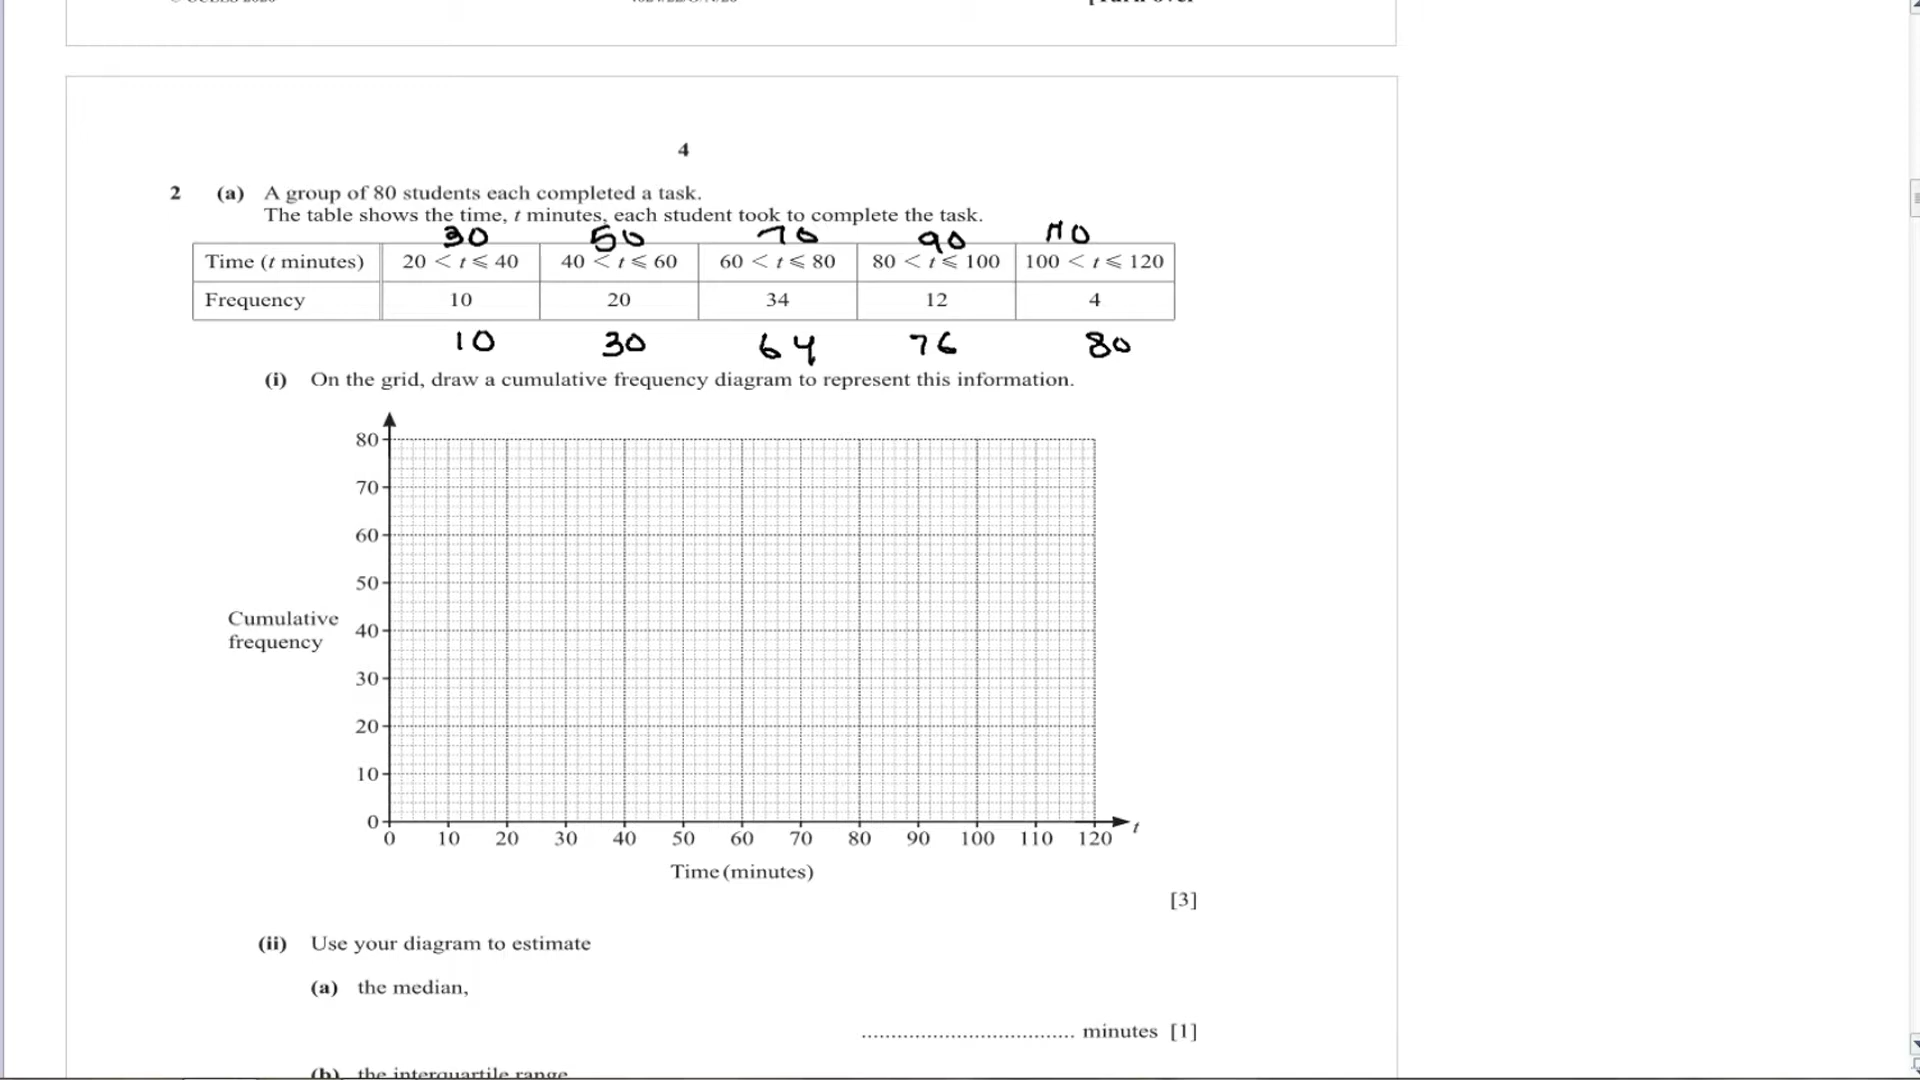 4
2 (a) A group of 80 students each completed a task.
The table shows the time, t minutes, each student took to complete the task.
30 50 70 90 110
Time (t minutes) 20 < t ⩽ 40 40 < t ⩽ 60 60 < t ⩽ 80 80 < t ⩽ 100 100 < t ⩽ 120
Frequency 10 20 34 12 4
10 30 64 76 80
(i) On the grid, draw a cumulative frequency diagram to represent this information.
80
70
60
50
Cumulative
frequency
40
30
20
10
0
0 10 20 30 40 50 60 70 80 90 100 110 120 t
Time (minutes)
[3]
(ii) Use your diagram to estimate
(a) the median,
.................................... minutes [1]
(b) the interquartile range